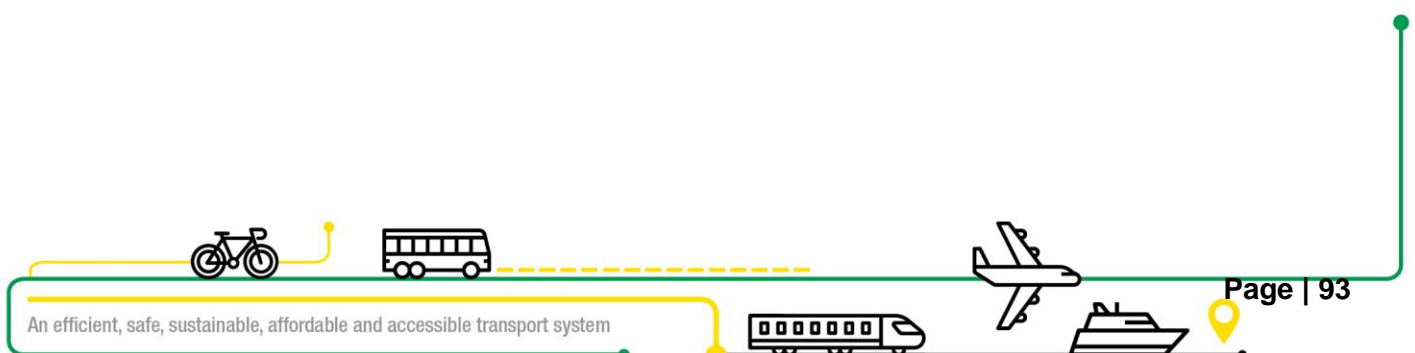 Page | 93
An efficient, safe, sustainable, affordable and accessible transport system